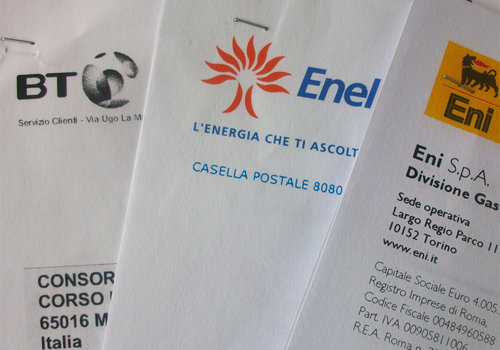 BT
Servizio Clienti - Via Ugo La
CONSOR
CORSO
65016 M
Italia
Enel
L'ENERGIA CHE TI ASCOLT
CASELLA POSTALE 8080
Eni
Eni S.p.A.
Divisione Gas
Sede operativa
Largo Regio Parco 11
10152 Torino
www.eni.it
Capitale Sociale Euro 4.005.
Registro Imprese di Roma,
Codice Fiscale 00484960588
Part. IVA 00905811006
R.E.A. Roma n.